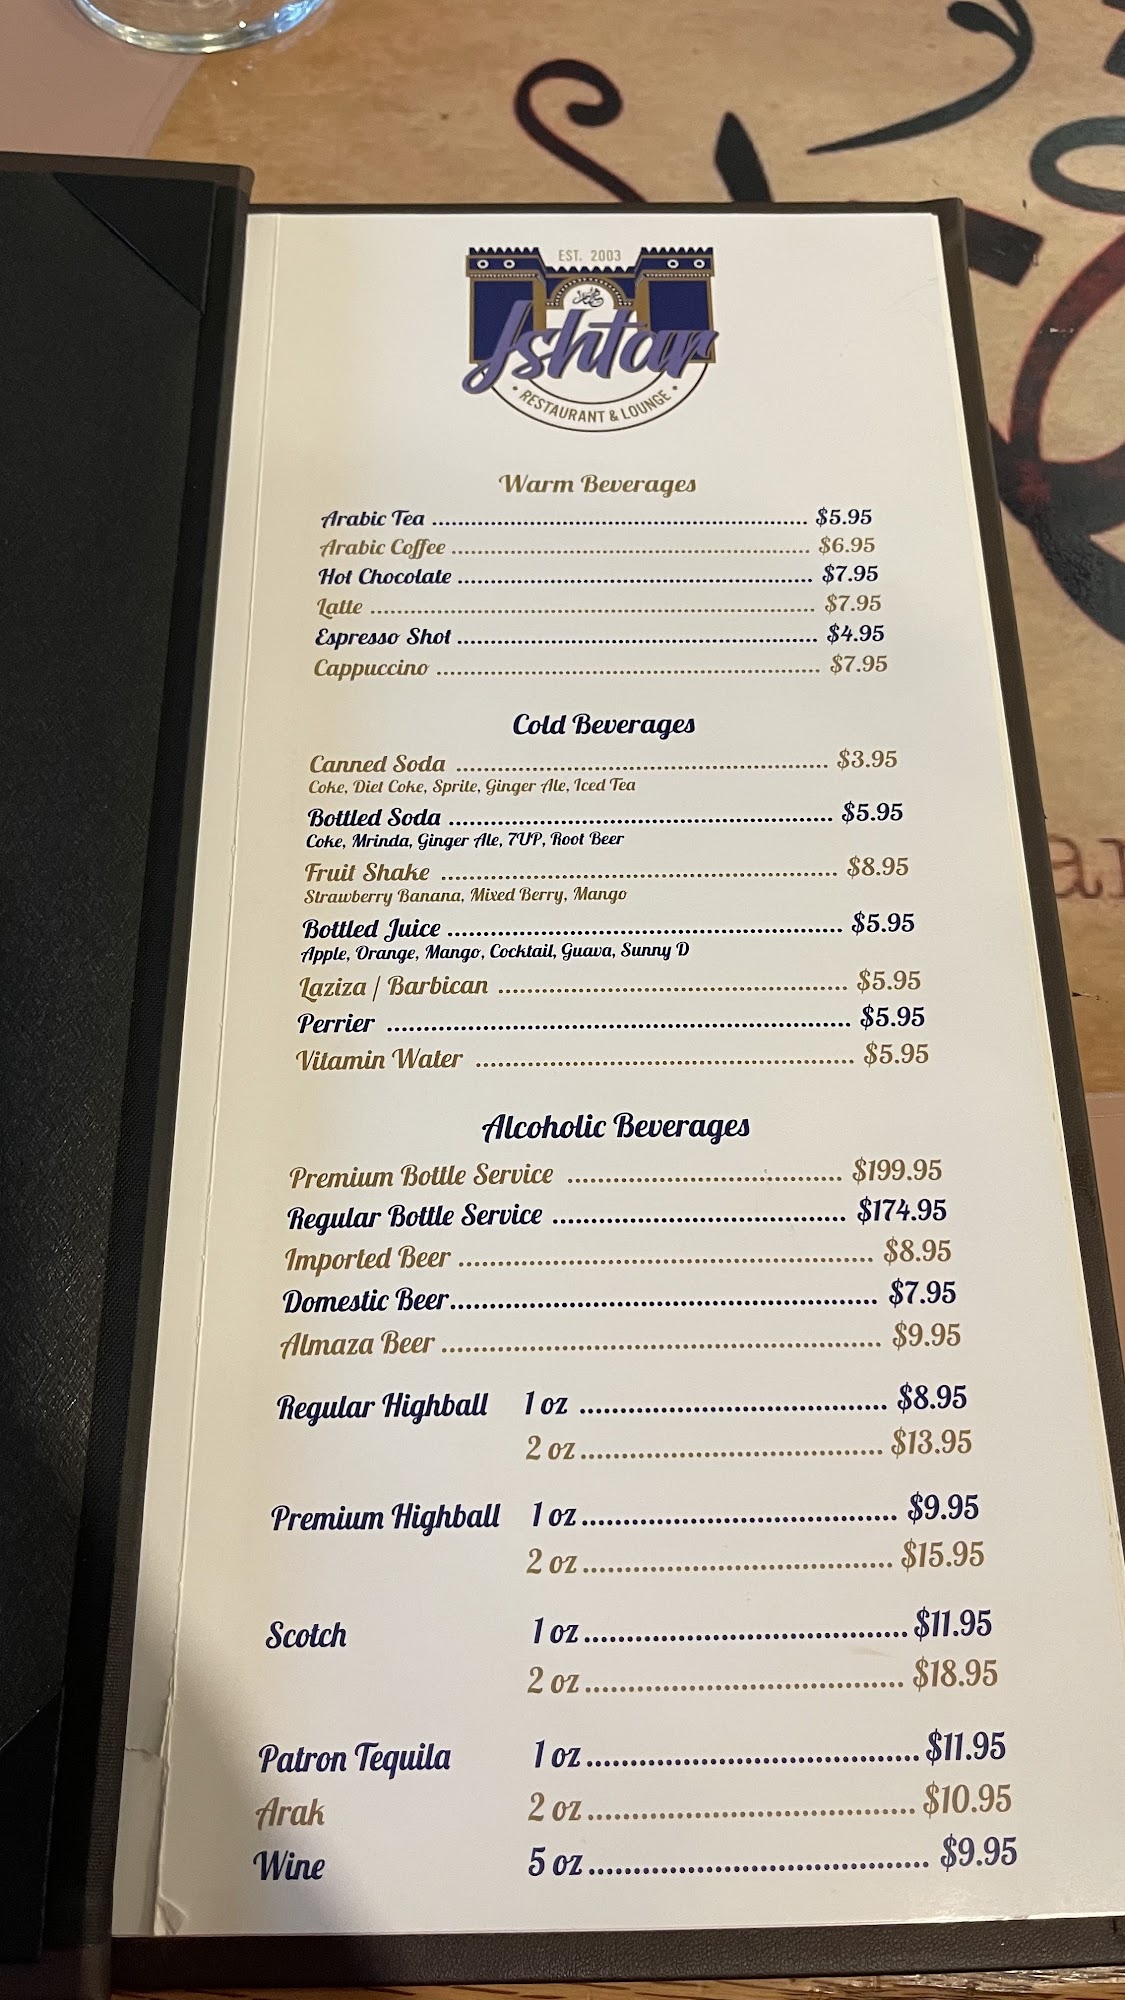 EST. 2003
Ishtar
• RESTAURANT & LOUNGE •
Warm Beverages
Arabic Tea $5.95
Arabic Coffee $6.95
Hot Chocolate $7.95
Latte $7.95
Espresso Shot $4.95
Cappuccino $7.95
Cold Beverages
Canned Soda $3.95
Coke, Diet Coke, Sprite, Ginger Ale, Iced Tea
Bottled Soda $5.95
Coke, Mrinda, Ginger Ale, 7UP, Root Beer
Fruit Shake $8.95
Strawberry Banana, Mixed Berry, Mango
Bottled Juice $5.95
Apple, Orange, Mango, Cocktail, Guava, Sunny D
Laziza / Barbican $5.95
Perrier $5.95
Vitamin Water $5.95
Alcoholic Beverages
Premium Bottle Service $199.95
Regular Bottle Service $174.95
Imported Beer $8.95
Domestic Beer $7.95
Almaza Beer $9.95
Regular Highball 1 oz $8.95
2 oz $13.95
Premium Highball 1 oz $9.95
2 oz $15.95
Scotch 1 oz $11.95
2 oz $18.95
Patron Tequila 1 oz $11.95
Arak 2 oz $10.95
Wine 5 oz $9.95